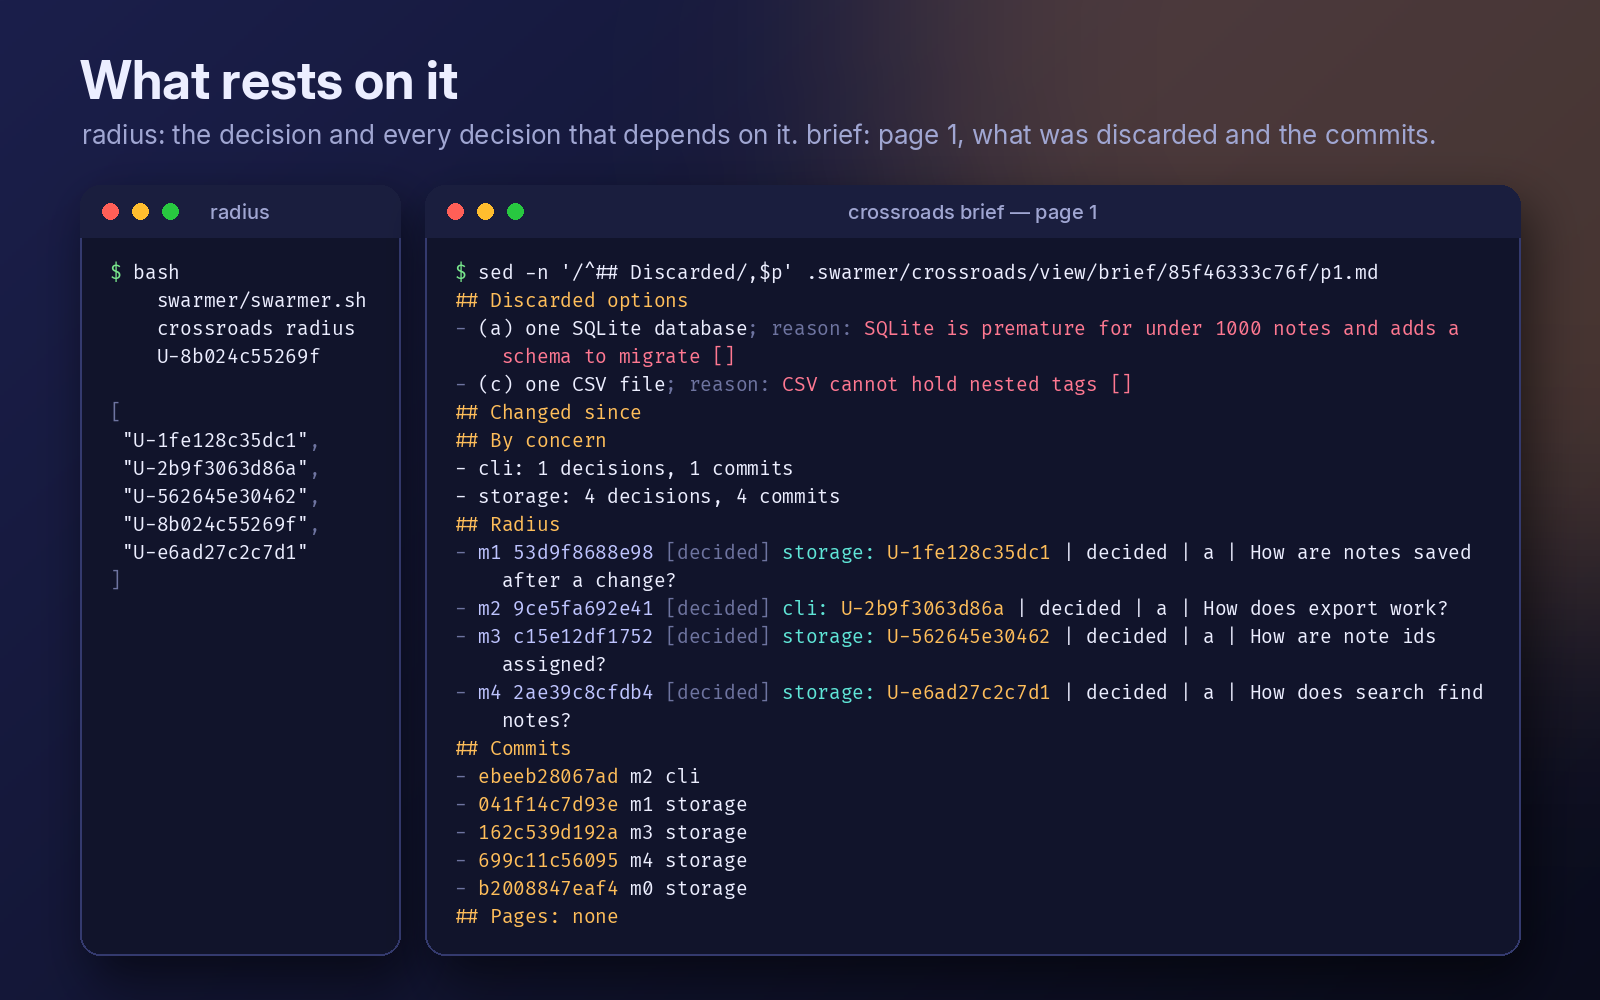 What rests on it
radius: the decision and every decision that depends on it. brief: page 1, what was discarded and the commits.
radius
$ bash
swarmer/swarmer.sh
crossroads radius
U-8b024c55269f
[
"U-1fe128c35dc1",
"U-2b9f3063d86a",
"U-562645e30462",
"U-8b024c55269f",
"U-e6ad27c2c7d1"
]
crossroads brief — page 1
$ sed -n '/^## Discarded/,$p' .swarmer/crossroads/view/brief/85f46333c76f/p1.md
## Discarded options
- (a) one SQLite database; reason: SQLite is premature for under 1000 notes and adds a
schema to migrate []
- (c) one CSV file; reason: CSV cannot hold nested tags []
## Changed since
## By concern
- cli: 1 decisions, 1 commits
- storage: 4 decisions, 4 commits
## Radius
- m1 53d9f8688e98 [decided] storage: U-1fe128c35dc1 | decided | a | How are notes saved
after a change?
- m2 9ce5fa692e41 [decided] cli: U-2b9f3063d86a | decided | a | How does export work?
- m3 c15e12df1752 [decided] storage: U-562645e30462 | decided | a | How are note ids
assigned?
- m4 2ae39c8cfdb4 [decided] storage: U-e6ad27c2c7d1 | decided | a | How does search find
notes?
## Commits
- ebeeb28067ad m2 cli
- 041f14c7d93e m1 storage
- 162c539d192a m3 storage
- 699c11c56095 m4 storage
- b2008847eaf4 m0 storage
## Pages: none